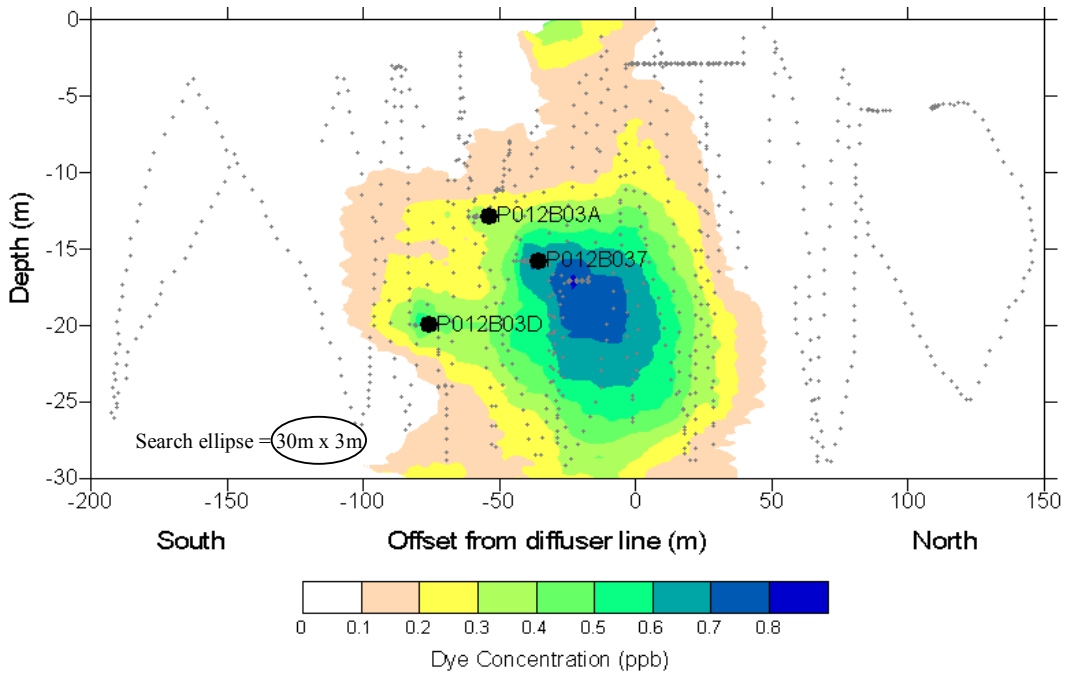 0
-5
-10
-15
-20
-25
-30
Depth (m)
P012B03A
P012B037
P012B03D
Search ellipse = 30m x 3m
-200 -150 -100 -50 0 50 100 150
South Offset from diffuser line (m) North
0 0.1 0.2 0.3 0.4 0.5 0.6 0.7 0.8
Dye Concentration (ppb)